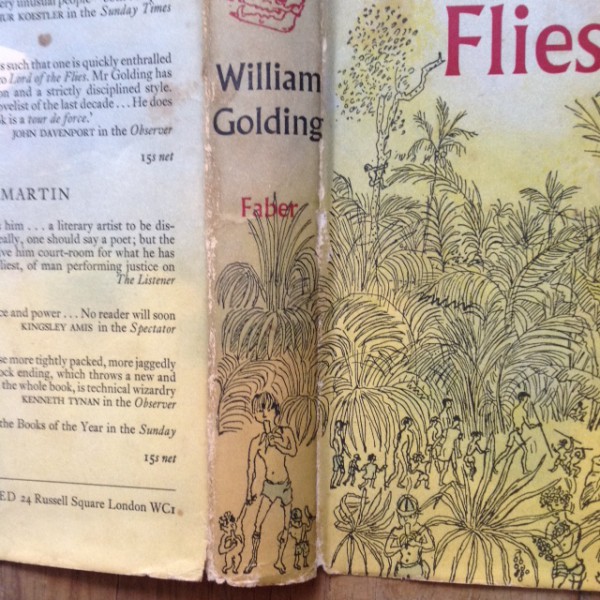 ery unusual people
UR KOESTLER in the Sunday Times
s such that one is quickly enthralled
o Lord of the Flies. Mr Golding has
on and a strictly disciplined style.
ovelist of the last decade . . . He does
k is a tour de force.'
JOHN DAVENPORT in the Observer
15s net
MARTIN
s him . . . a literary artist to be dis-
eally, one should say a poet; but the
ive him court-room for what he has
liest, of man performing justice on
The Listener
ce and power . . . No reader will soon
KINGSLEY AMIS in the Spectator
se more tightly packed, more jaggedly
ock ending, which throws a new and
the whole book, is technical wizardry
KENNETH TYNAN in the Observer
the Books of the Year in the Sunday
15s net
ED 24 Russell Square London WC1
William
Golding
Faber
Flies